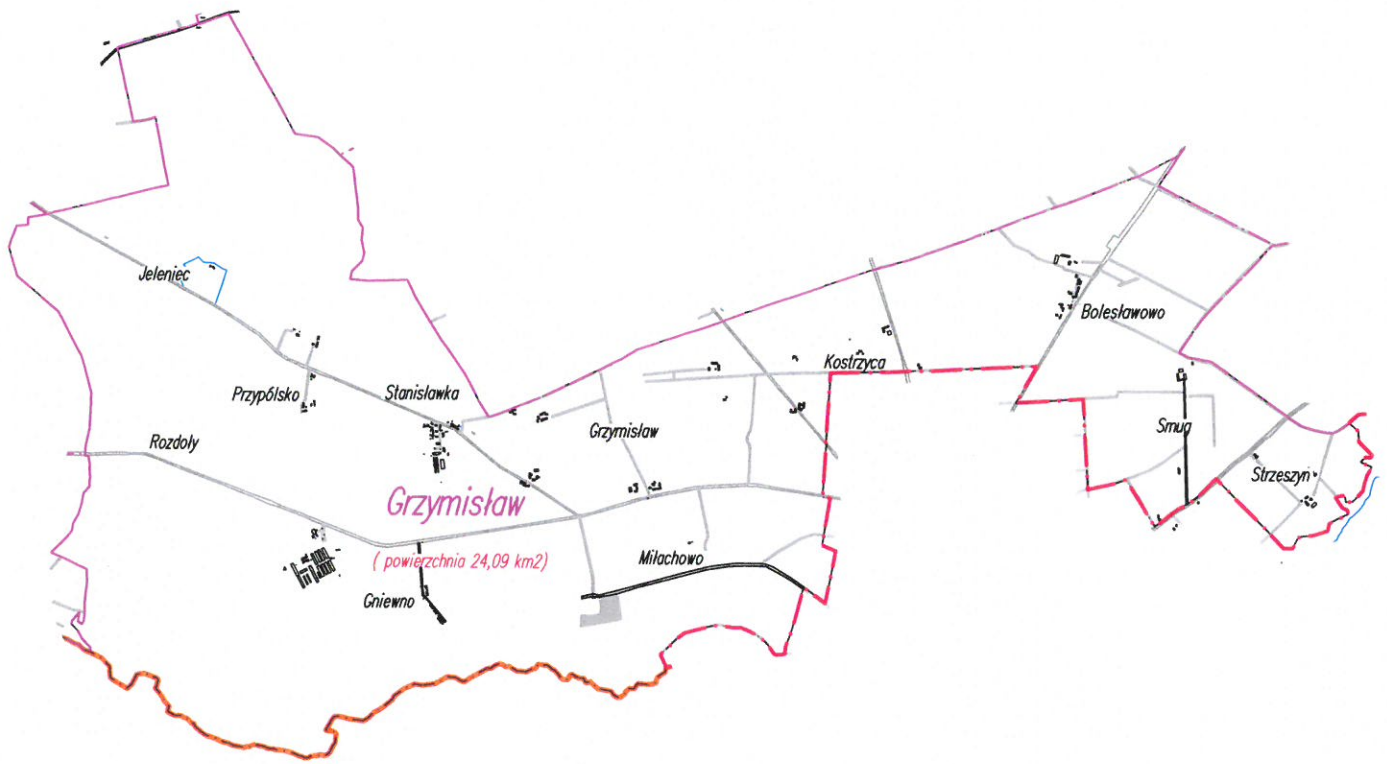 Jeleniec
Bolesławowo
Kostrzyca
Przypólsko
Stanisławka
Grzymisław
Smug
Rozdoły
Strzeszyn
Grzymisław
( powierzchnia 24,09 km2)
Miłachowo
Gniewno